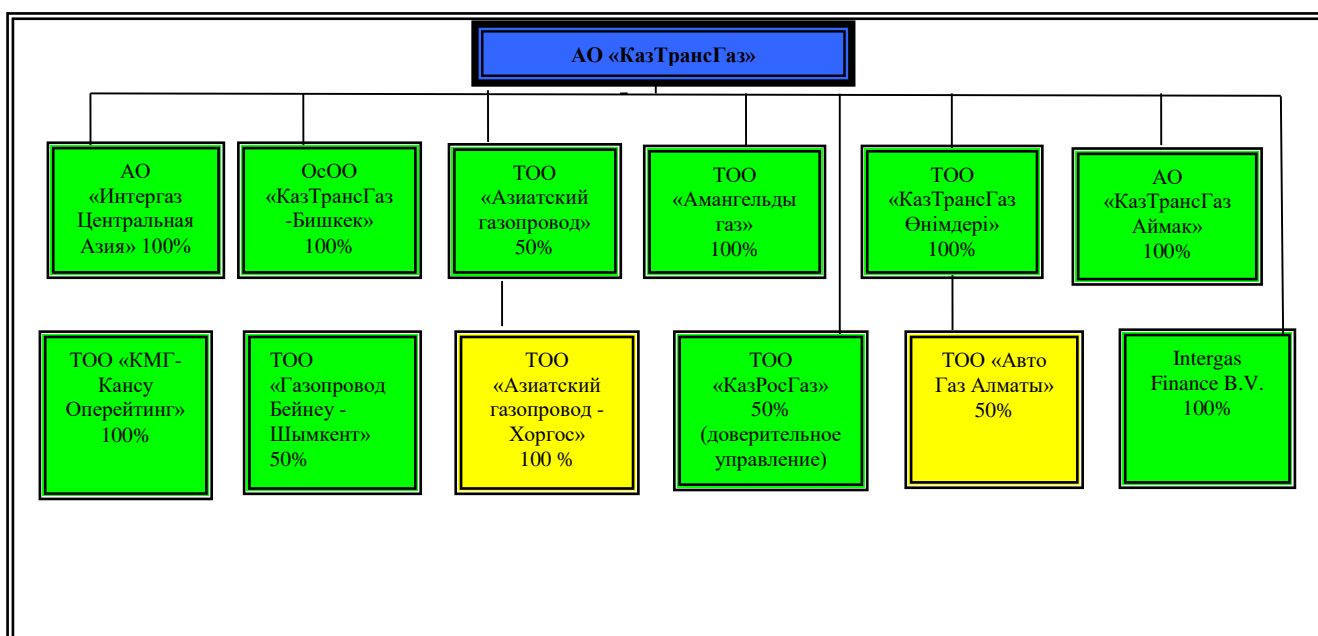 АО «КазТрансГаз»
АО
«Интергаз
Центральная
Азия» 100%
ОсОО
«КазТрансГаз
-Бишкек»
100%
ТОО
«Азиатский
газопровод»
50%
ТОО
«Амангельды
газ»
100%
ТОО
«КазТрансГаз
Өнімдері»
100%
АО
«КазТрансГаз
Аймак»
100%
ТОО «КМГ-
Кансу
Оперейтинг»
100%
ТОО
«Газопровод
Бейнеу -
Шымкент»
50%
ТОО
«Азиатский
газопровод -
Хоргос»
100 %
ТОО
«КазРосГаз»
50%
(доверительное
управление)
ТОО «Авто
Газ Алматы»
50%
Intergas
Finance B.V.
100%